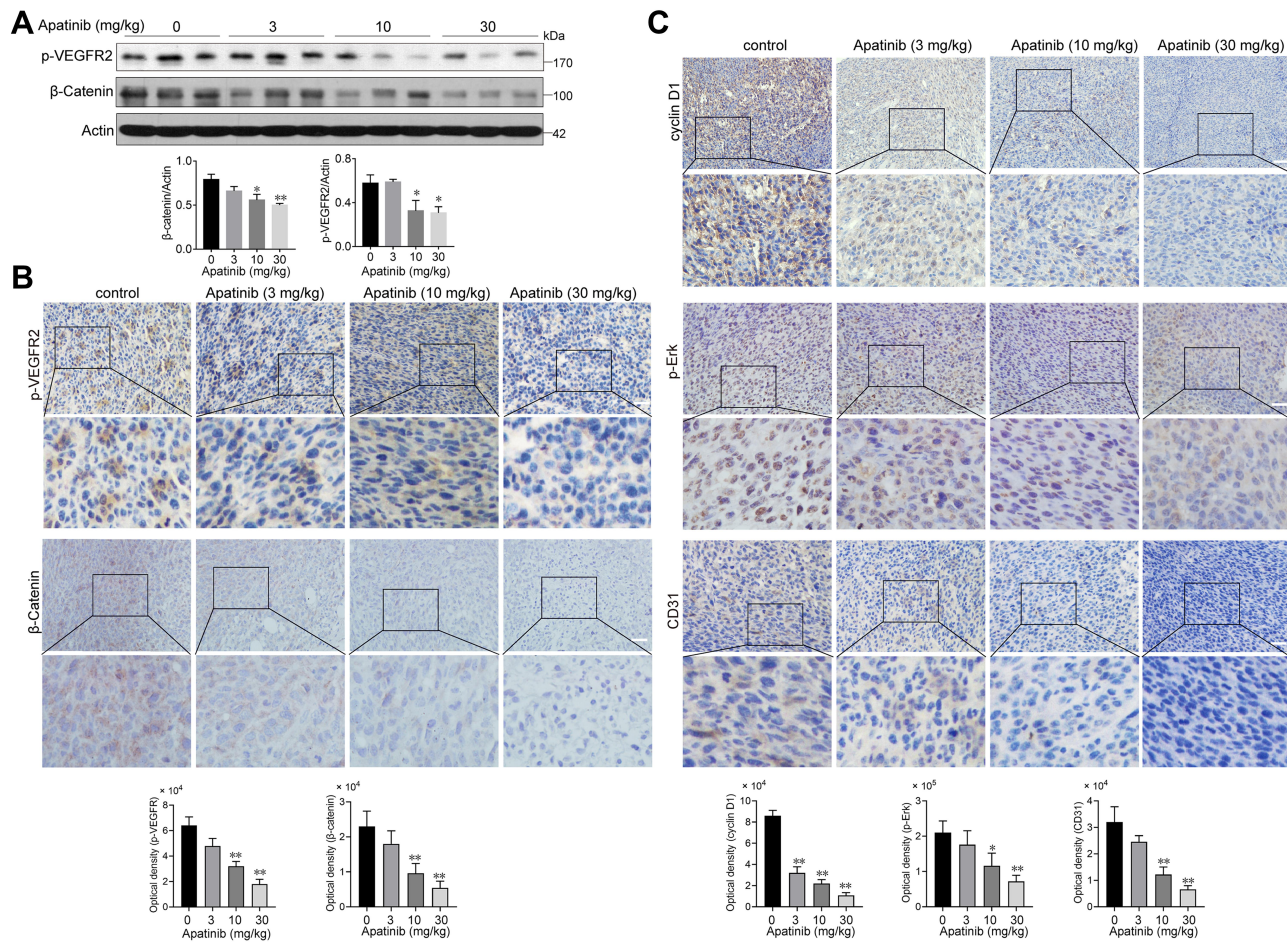 A
Apatinib (mg/kg) 0 3 10 30
kDa
p-VEGFR2
170
β-Catenin
100
Actin
42
β-catenin/Actin
1.0
0.5
0.0
*
**
0 3 10 30
Apatinib (mg/kg)
p-VEGFR2/Actin
0.8
0.4
0.0
*
*
0 3 10 30
Apatinib (mg/kg)
B
control Apatinib (3 mg/kg) Apatinib (10 mg/kg) Apatinib (30 mg/kg)
p-VEGFR2
β-Catenin
× 10⁴
Optical density (p-VEGFR)
8
6
4
2
0
**
**
0 3 10 30
Apatinib (mg/kg)
× 10⁴
Optical density (β-catenin)
3
2
1
0
**
**
0 3 10 30
Apatinib (mg/kg)
C
control Apatinib (3 mg/kg) Apatinib (10 mg/kg) Apatinib (30 mg/kg)
cyclin D1
p-Erk
CD31
× 10⁴
Optical density (cyclin D1)
10
8
6
4
2
0
**
**
**
0 3 10 30
Apatinib (mg/kg)
× 10⁵
Optical density (p-Erk)
3
2
1
0
*
**
0 3 10 30
Apatinib (mg/kg)
× 10⁴
Optical density (CD31)
4
3
2
1
0
**
**
0 3 10 30
Apatinib (mg/kg)